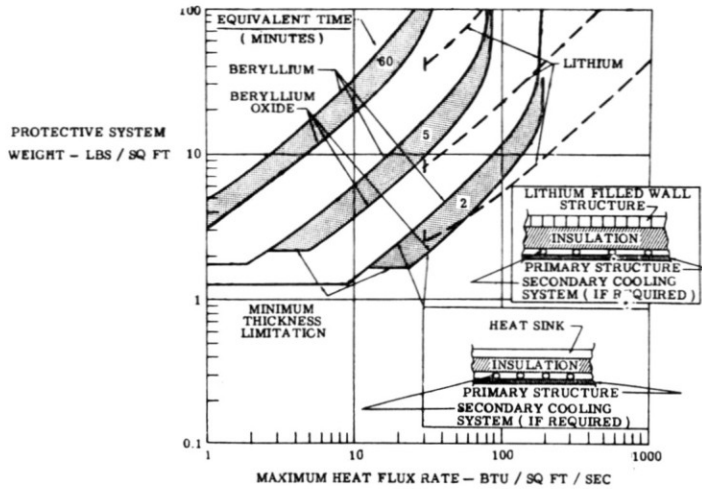 100
EQUIVALENT TIME
( MINUTES )
60
BERYLLIUM
LITHIUM
BERYLLIUM
OXIDE
PROTECTIVE SYSTEM
WEIGHT – LBS / SQ FT
10
5
2
LITHIUM FILLED WALL
STRUCTURE
INSULATION
PRIMARY STRUCTURE
SECONDARY COOLING
SYSTEM ( IF REQUIRED )
1
MINIMUM
THICKNESS
LIMITATION
HEAT SINK
INSULATION
PRIMARY STRUCTURE
SECONDARY COOLING
SYSTEM ( IF REQUIRED )
0.1
1 10 100 1000
MAXIMUM HEAT FLUX RATE – BTU / SQ FT / SEC